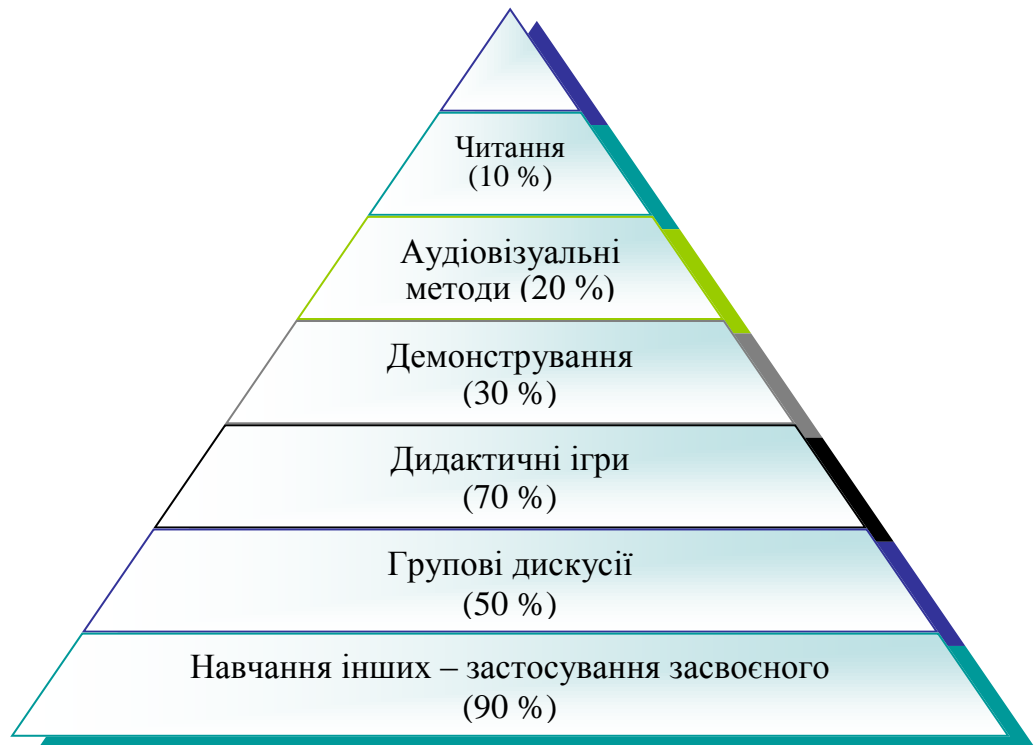 Читання
(10 %)
Аудіовізуальні
методи (20 %)
Демонстрування
(30 %)
Дидактичні ігри
(70 %)
Групові дискусії
(50 %)
Навчання інших – застосування засвоєного
(90 %)